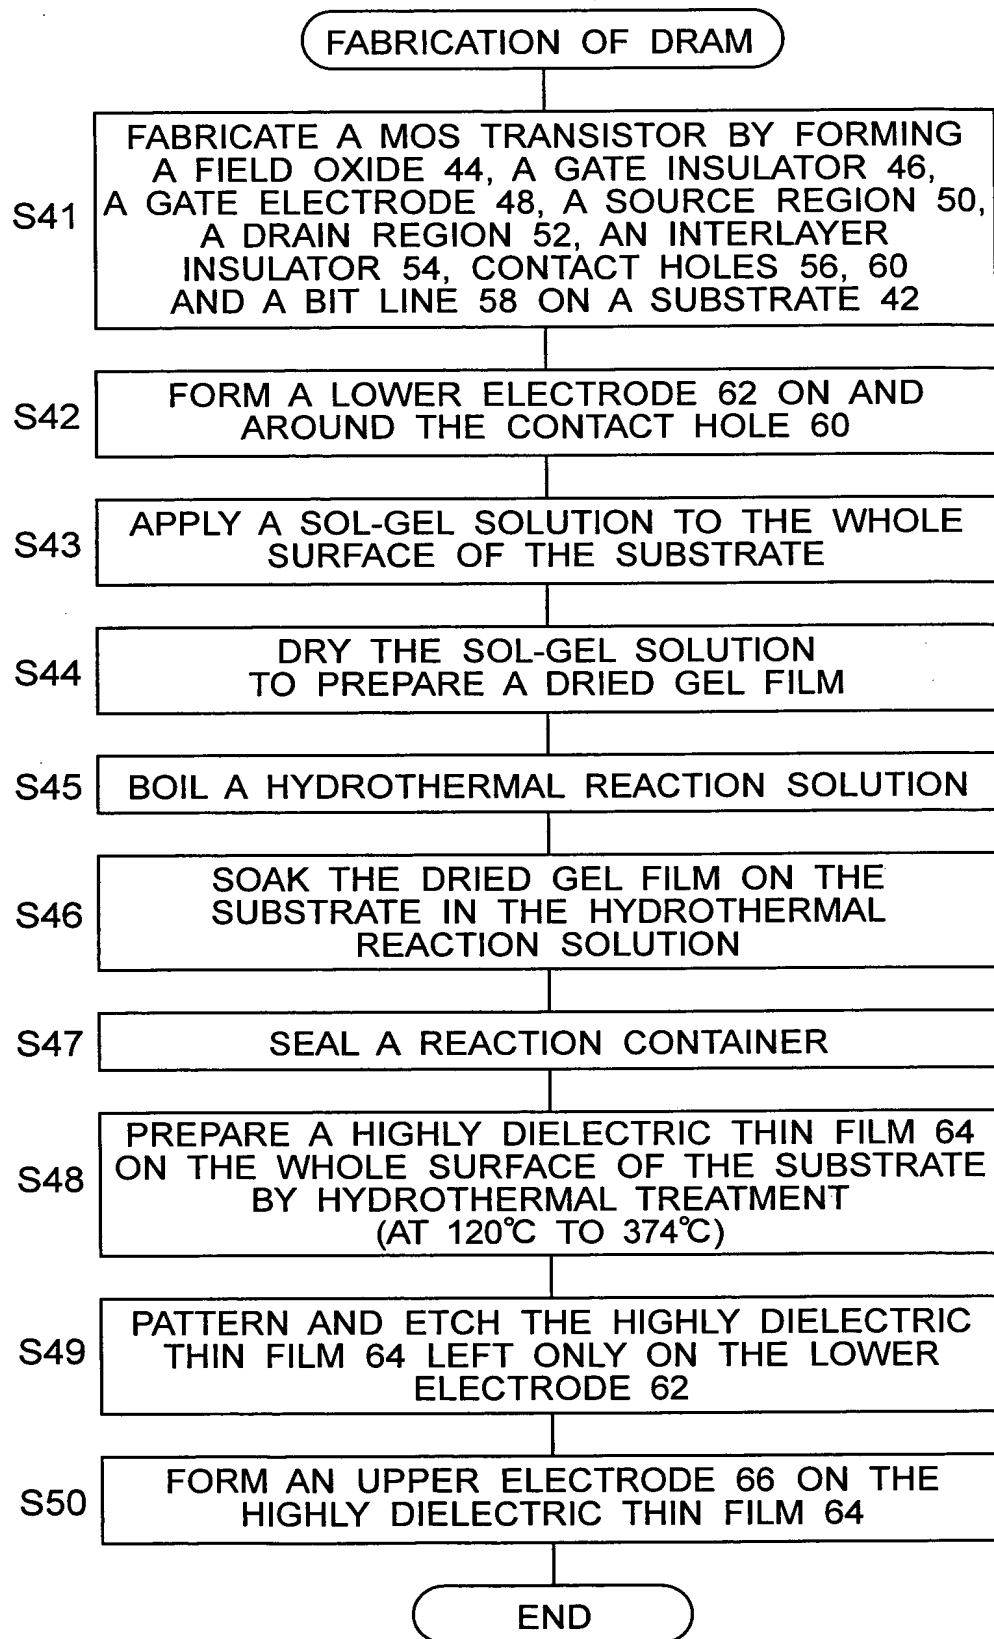 FABRICATION OF DRAM
S41
FABRICATE A MOS TRANSISTOR BY FORMING
A FIELD OXIDE 44, A GATE INSULATOR 46,
A GATE ELECTRODE 48, A SOURCE REGION 50,
A DRAIN REGION 52, AN INTERLAYER
INSULATOR 54, CONTACT HOLES 56, 60
AND A BIT LINE 58 ON A SUBSTRATE 42
S42
FORM A LOWER ELECTRODE 62 ON AND
AROUND THE CONTACT HOLE 60
S43
APPLY A SOL-GEL SOLUTION TO THE WHOLE
SURFACE OF THE SUBSTRATE
S44
DRY THE SOL-GEL SOLUTION
TO PREPARE A DRIED GEL FILM
S45
BOIL A HYDROTHERMAL REACTION SOLUTION
S46
SOAK THE DRIED GEL FILM ON THE
SUBSTRATE IN THE HYDROTHERMAL
REACTION SOLUTION
S47
SEAL A REACTION CONTAINER
S48
PREPARE A HIGHLY DIELECTRIC THIN FILM 64
ON THE WHOLE SURFACE OF THE SUBSTRATE
BY HYDROTHERMAL TREATMENT
(AT 120℃ TO 374℃)
S49
PATTERN AND ETCH THE HIGHLY DIELECTRIC
THIN FILM 64 LEFT ONLY ON THE LOWER
ELECTRODE 62
S50
FORM AN UPPER ELECTRODE 66 ON THE
HIGHLY DIELECTRIC THIN FILM 64
END